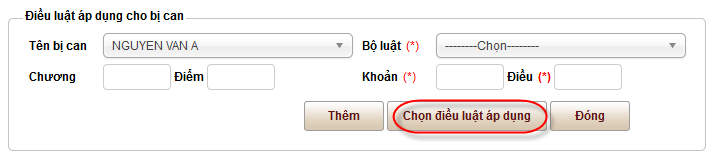 Điều luật áp dụng cho bị can
Tên bị can NGUYEN VAN A Bộ luật (*) --------Chọn--------
Chương Điểm Khoản (*) Điều (*)
Thêm Chọn điều luật áp dụng Đóng